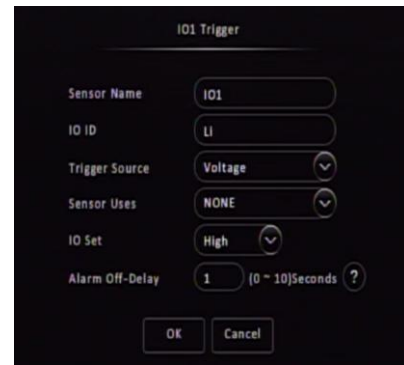 IO1 Trigger
Sensor Name IO1
IO ID Li
Trigger Source Voltage
Sensor Uses NONE
IO Set High
Alarm Off-Delay 1 (0 ~ 10)Seconds ?
OK Cancel